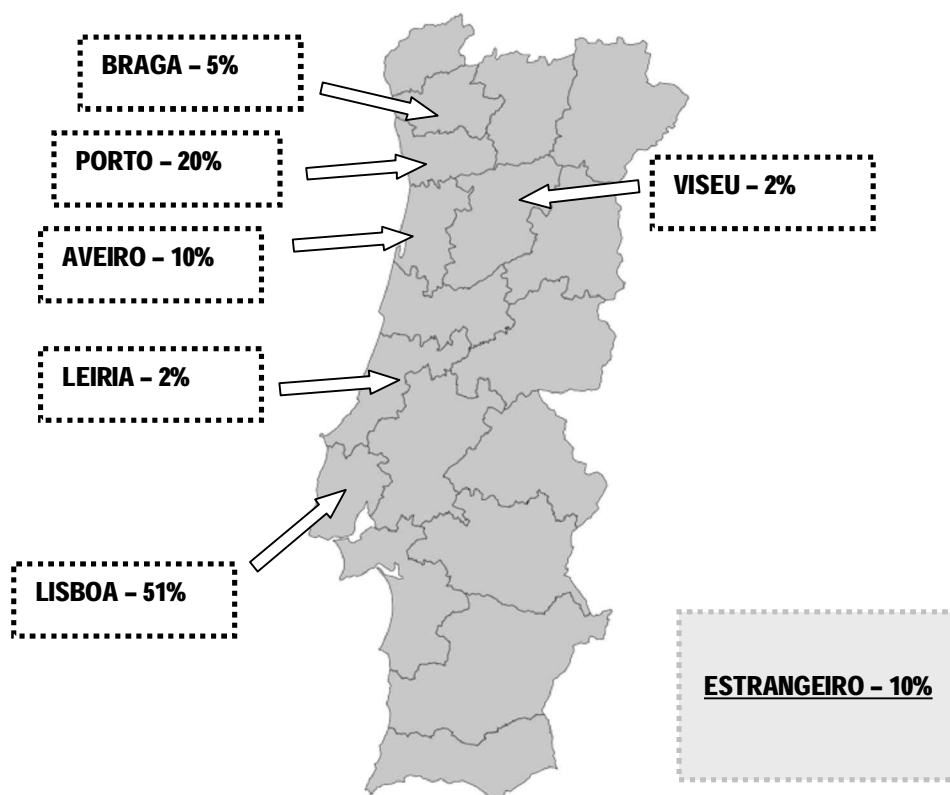 BRAGA – 5%
PORTO – 20%
VISEU – 2%
AVEIRO – 10%
LEIRIA – 2%
LISBOA – 51%
ESTRANGEIRO – 10%